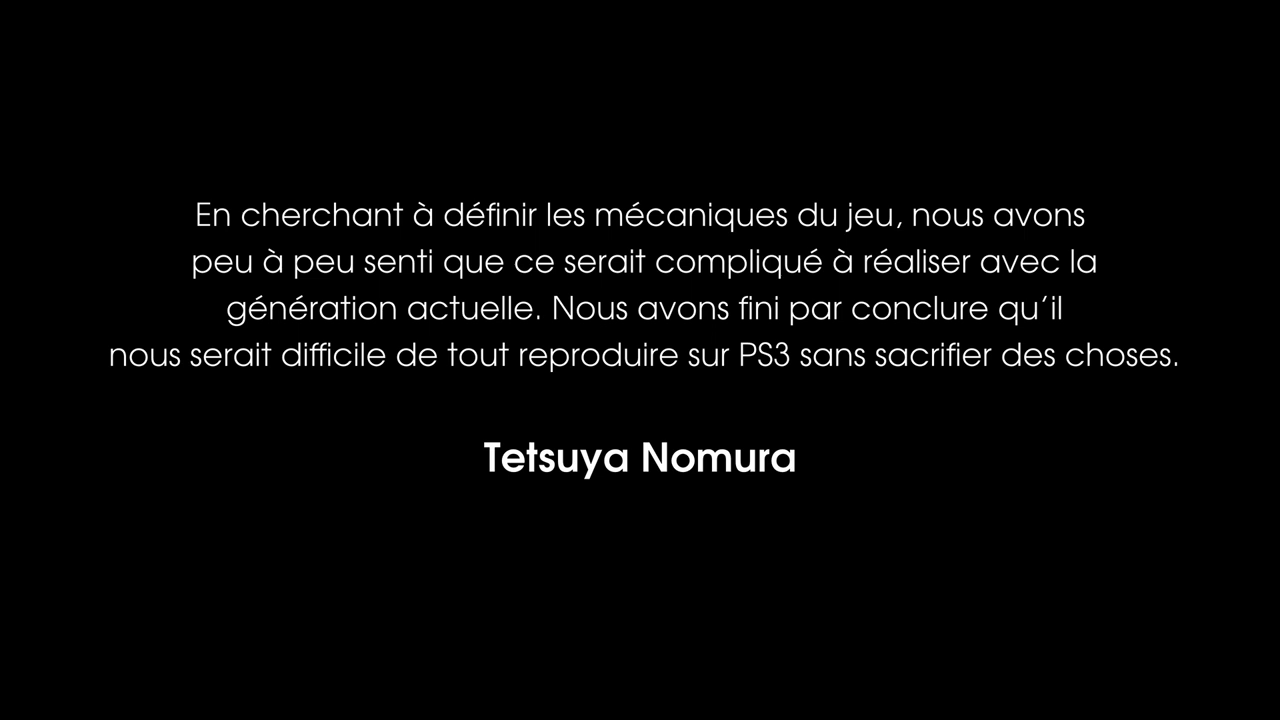 En cherchant à définir les mécaniques du jeu, nous avons
peu à peu senti que ce serait compliqué à réaliser avec la
génération actuelle. Nous avons fini par conclure qu’il
nous serait difficile de tout reproduire sur PS3 sans sacrifier des choses.
Tetsuya Nomura